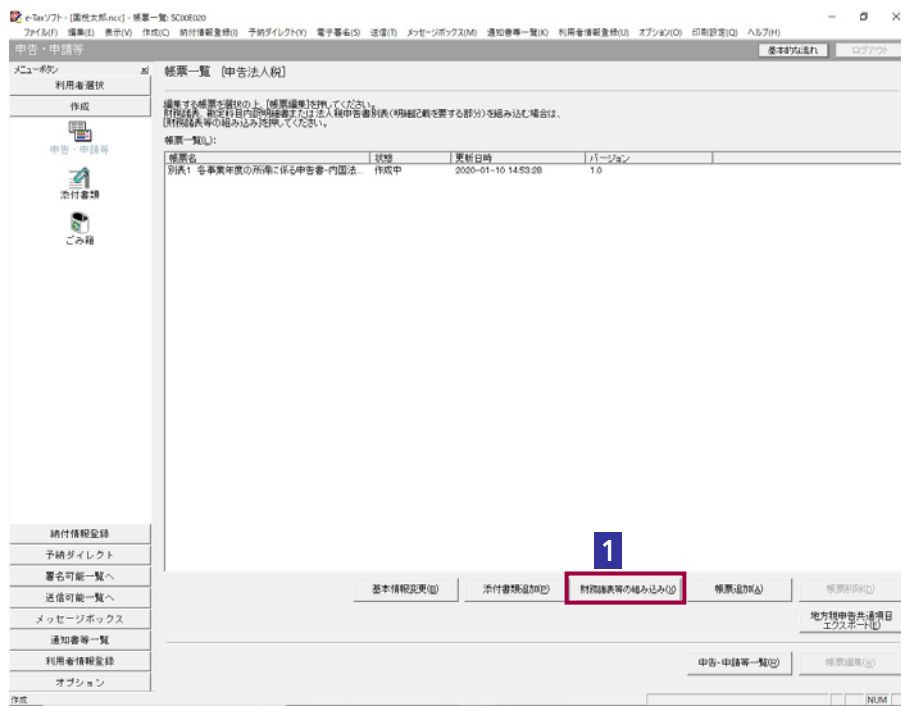 e-Taxソフト - [国税太郎.ncc] - 帳票一覧: SC00E020
ファイル(F) 編集(E) 表示(V) 作成(C) 納付情報登録(I) 予納ダイレクト(Y) 電子署名(S) 送信(T) メッセージボックス(M) 通知書等一覧(K) 利用者情報登録(U) オプション(O) 印刷設定(Q) ヘルプ(H)
申告・申請等
基本的な流れ ログアウト
メニューボタン
利用者選択
作成
申告・申請等
添付書類
ごみ箱
納付情報登録
予納ダイレクト
署名可能一覧へ
送信可能一覧へ
メッセージボックス
通知書等一覧
利用者情報登録
オプション
帳票一覧 [申告法人税]
編集する帳票を選択の上、[帳票編集]を押してください。
財務諸表、勘定科目内訳明細書または法人税申告書別表(明細記載を要する部分)を組み込む場合は、
[財務諸表等の組み込み]を押してください。
帳票一覧(L):
帳票名 状態 更新日時 バージョン
別表1 各事業年度の所得に係る申告書-内国法... 作成中 2020-01-10 14:53:28 1.0
1
基本情報変更(B) 添付書類追加(P) 財務諸表等の組み込み(X) 帳票追加(A) 帳票削除(D)
地方税申告共通項目
エクスポート(E)
申告・申請等一覧(R) 帳票編集(W)
作成
NUM